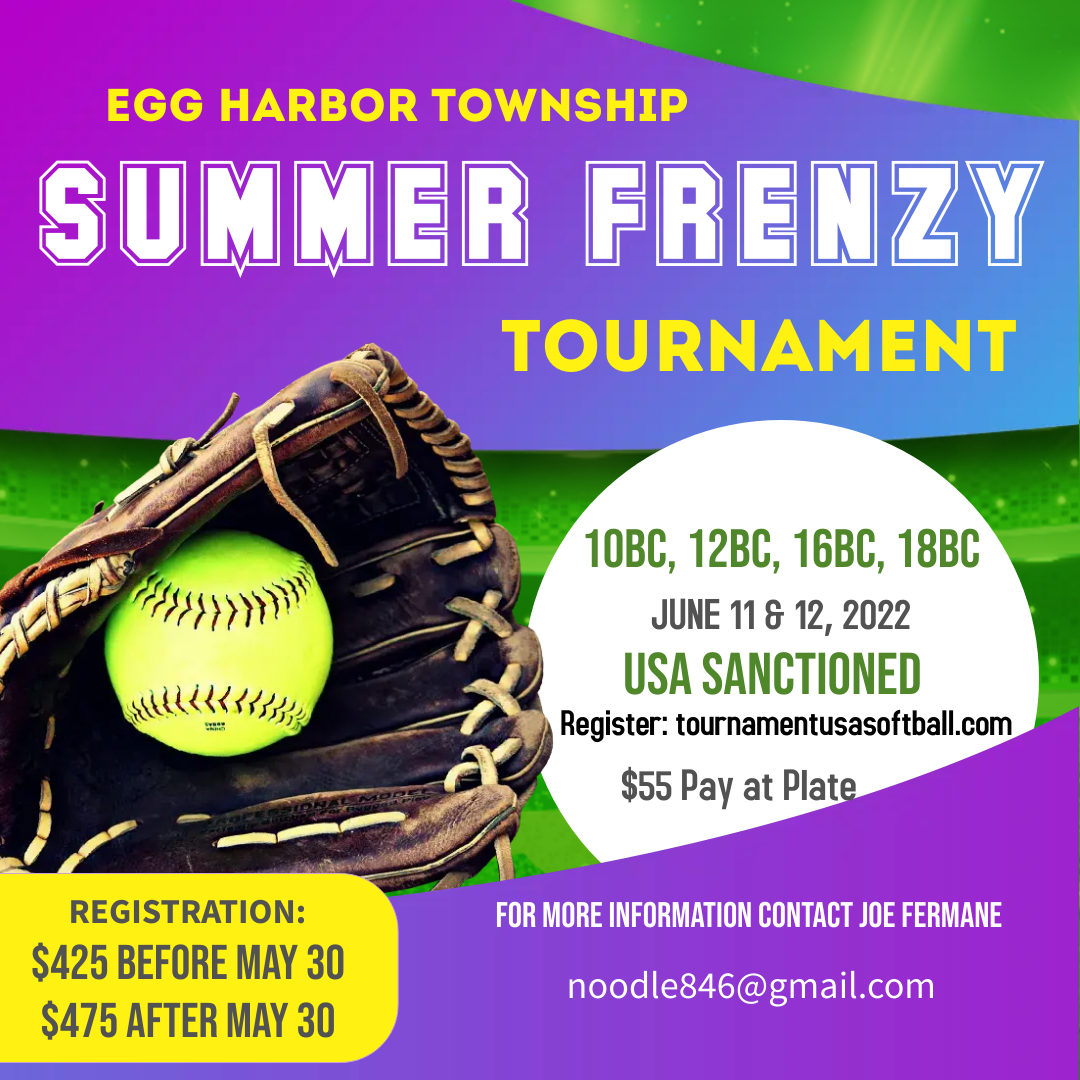 EGG HARBOR TOWNSHIP
SUMMER FRENZY
TOURNAMENT
10BC, 12BC, 16BC, 18BC
JUNE 11 & 12, 2022
USA SANCTIONED
Register: tournamentusasoftball.com
$55 Pay at Plate
PROFESSIONAL MODEL
REGISTRATION:
$425 BEFORE MAY 30
$475 AFTER MAY 30
FOR MORE INFORMATION CONTACT JOE FERMANE
noodle846@gmail.com